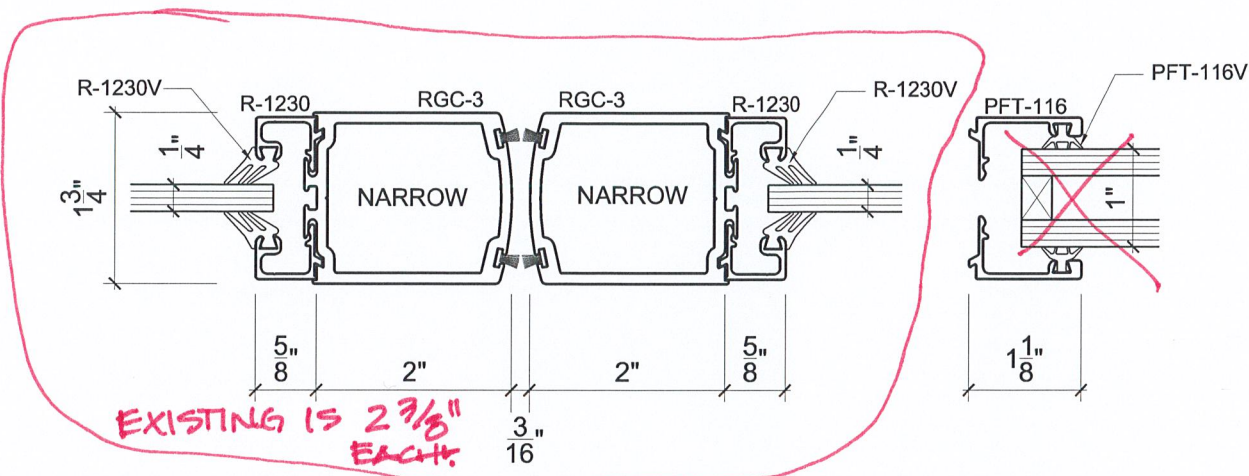 PFT-116V
R-1230V
R-1230
RGC-3
RGC-3
R-1230
R-1230V
PFT-116
1/4"
1/4"
1 3/4"
NARROW
NARROW
1"
5/8"
2"
2"
5/8"
1 1/8"
3/16"
EXISTING IS 2 3/8"
EACH.